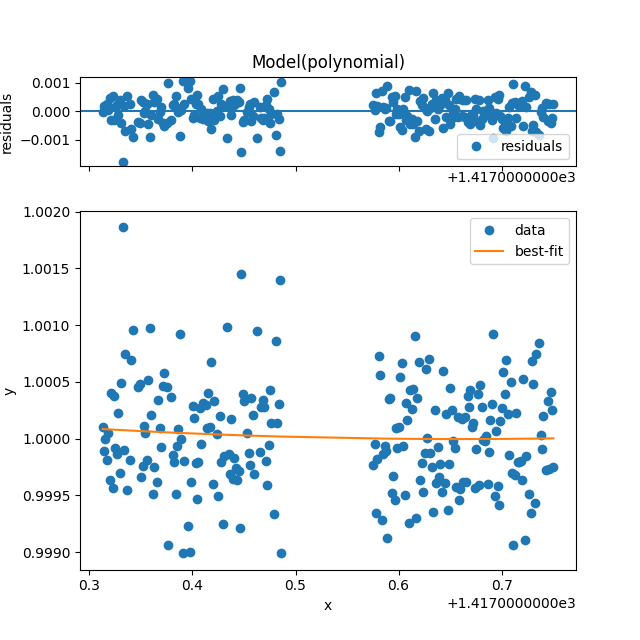 Model(polynomial)
0.001
0.000
−0.001
residuals
residuals
+1.4170000000e3
1.0020
1.0015
1.0010
1.0005
1.0000
0.9995
0.9990
y
data
best-fit
0.3 0.4 0.5 0.6 0.7
x
+1.4170000000e3